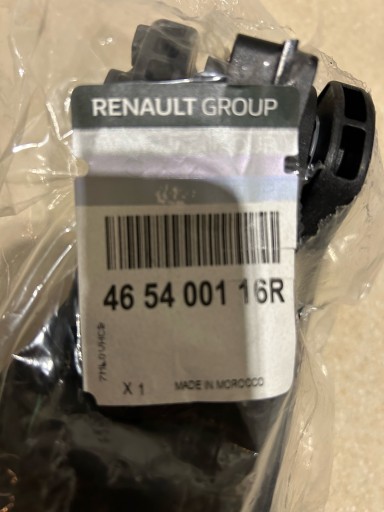 RENAULT GROUP
46 54 001 16R
X 1
MADE IN MOROCCO